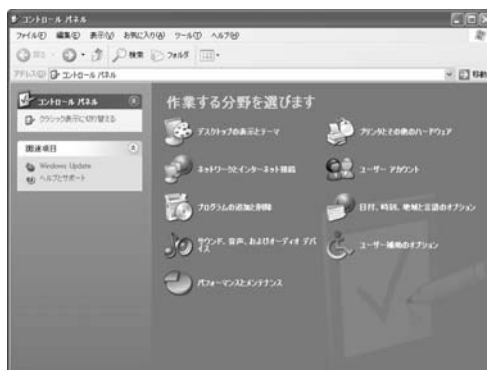 コントロール パネル
ファイル(F) 編集(E) 表示(V) お気に入り(A) ツール(T) ヘルプ(H)
戻る 検索 フォルダ
アドレス(D) コントロール パネル 移動
コントロール パネル
クラシック表示に切り替える
関連項目
Windows Update
ヘルプとサポート
作業する分野を選びます
デスクトップの表示とテーマ
プリンタとその他のハードウェア
ネットワークとインターネット接続
ユーザー アカウント
プログラムの追加と削除
日付、時刻、地域と言語のオプション
サウンド、音声、およびオーディオ デバ
イス
ユーザー補助のオプション
パフォーマンスとメンテナンス